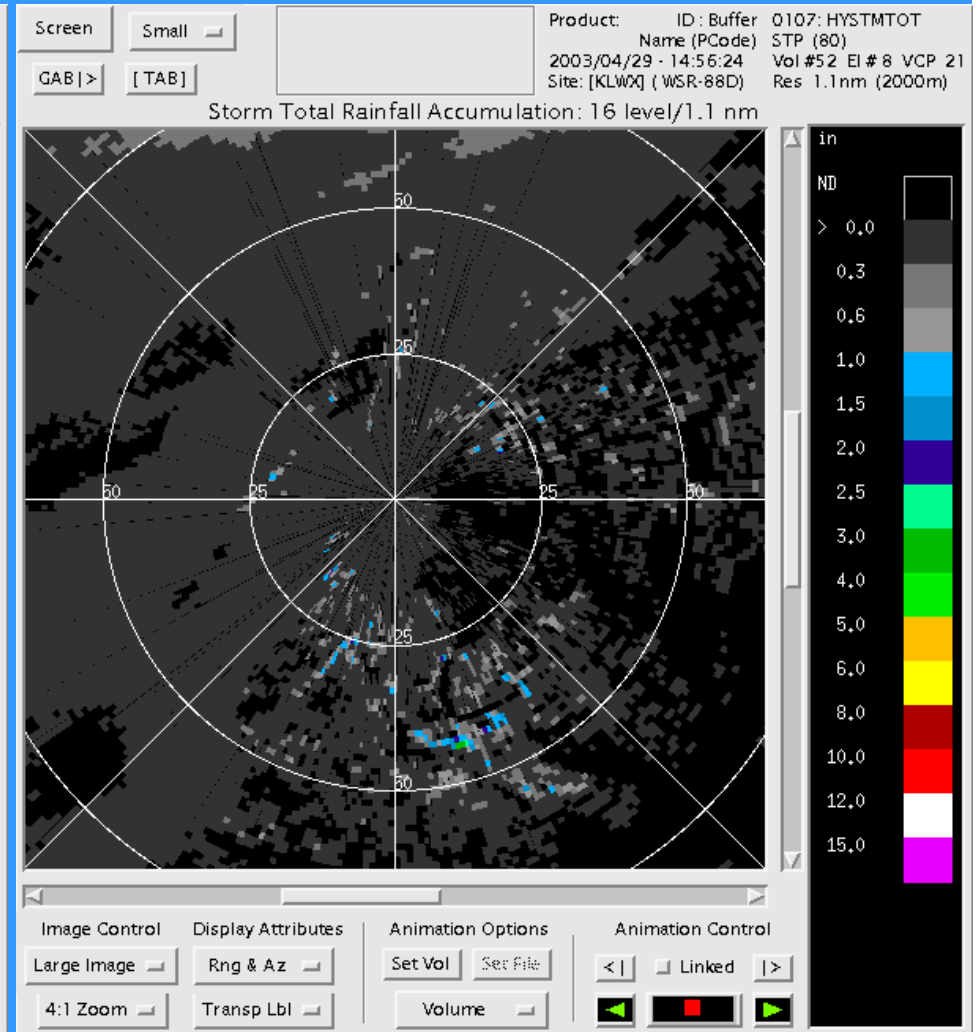 Screen
Small
GAB|>
[TAB]
Product: ID : Buffer 0107: HYSTMTOT
Name (PCode) STP (80)
2003/04/29 - 14:56:24 Vol #52 El # 8 VCP 21
Site: [KLWX] ( WSR-88D) Res 1.1nm (2000m)
Storm Total Rainfall Accumulation: 16 level/1.1 nm
in
ND
> 0.0
0.3
0.6
1.0
1.5
2.0
2.5
3.0
4.0
5.0
6.0
8.0
10.0
12.0
15.0
50
25
50 25 25 50
25
50
Image Control Display Attributes Animation Options Animation Control
Large Image Rng & Az Set Vol Set File <| Linked |>
4:1 Zoom Transp Lbl Volume